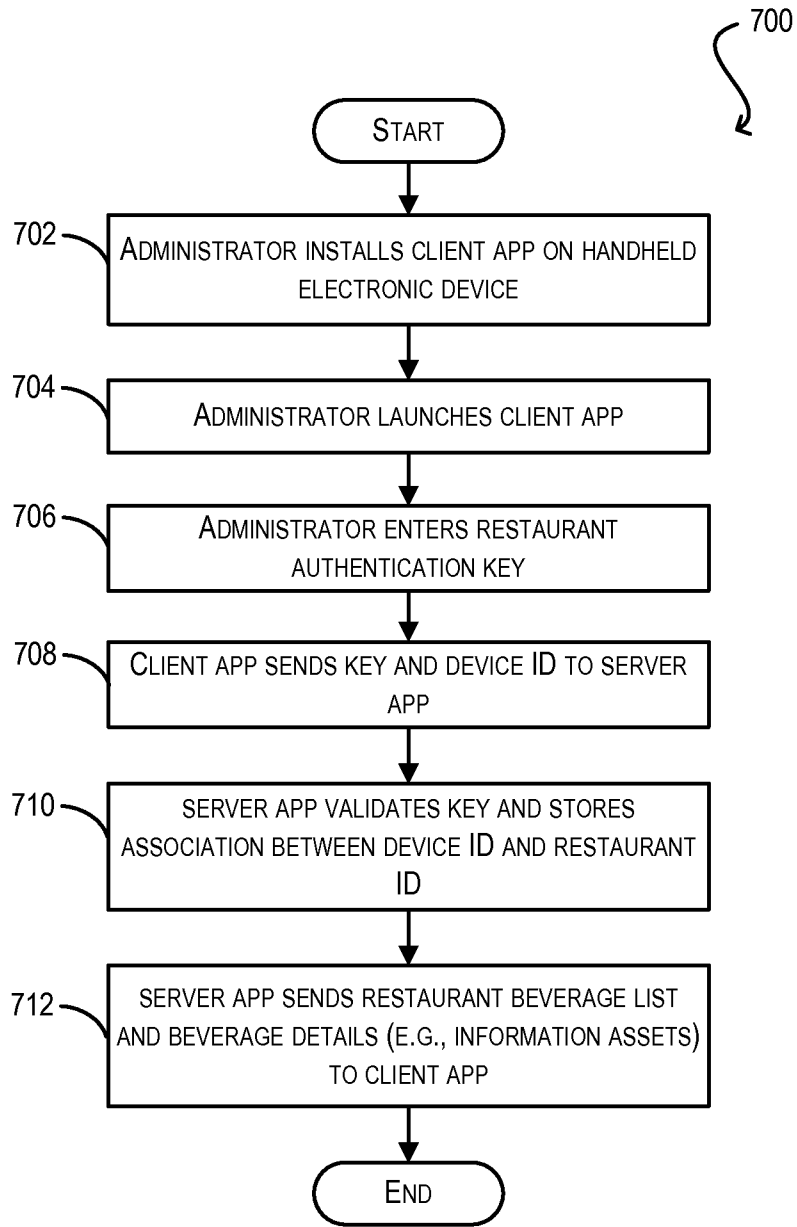 700
START
702
ADMINISTRATOR INSTALLS CLIENT APP ON HANDHELD
ELECTRONIC DEVICE
704
ADMINISTRATOR LAUNCHES CLIENT APP
706
ADMINISTRATOR ENTERS RESTAURANT
AUTHENTICATION KEY
708
CLIENT APP SENDS KEY AND DEVICE ID TO SERVER
APP
710
SERVER APP VALIDATES KEY AND STORES
ASSOCIATION BETWEEN DEVICE ID AND RESTAURANT
ID
712
SERVER APP SENDS RESTAURANT BEVERAGE LIST
AND BEVERAGE DETAILS (E.G., INFORMATION ASSETS)
TO CLIENT APP
END